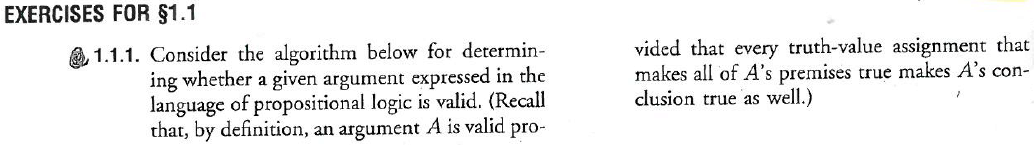 EXERCISES FOR §1.1
1.1.1. Consider the algorithm below for determin-
ing whether a given argument expressed in the
language of propositional logic is valid. (Recall
that, by definition, an argument A is valid pro-
vided that every truth-value assignment that
makes all of A's premises true makes A's con-
clusion true as well.)